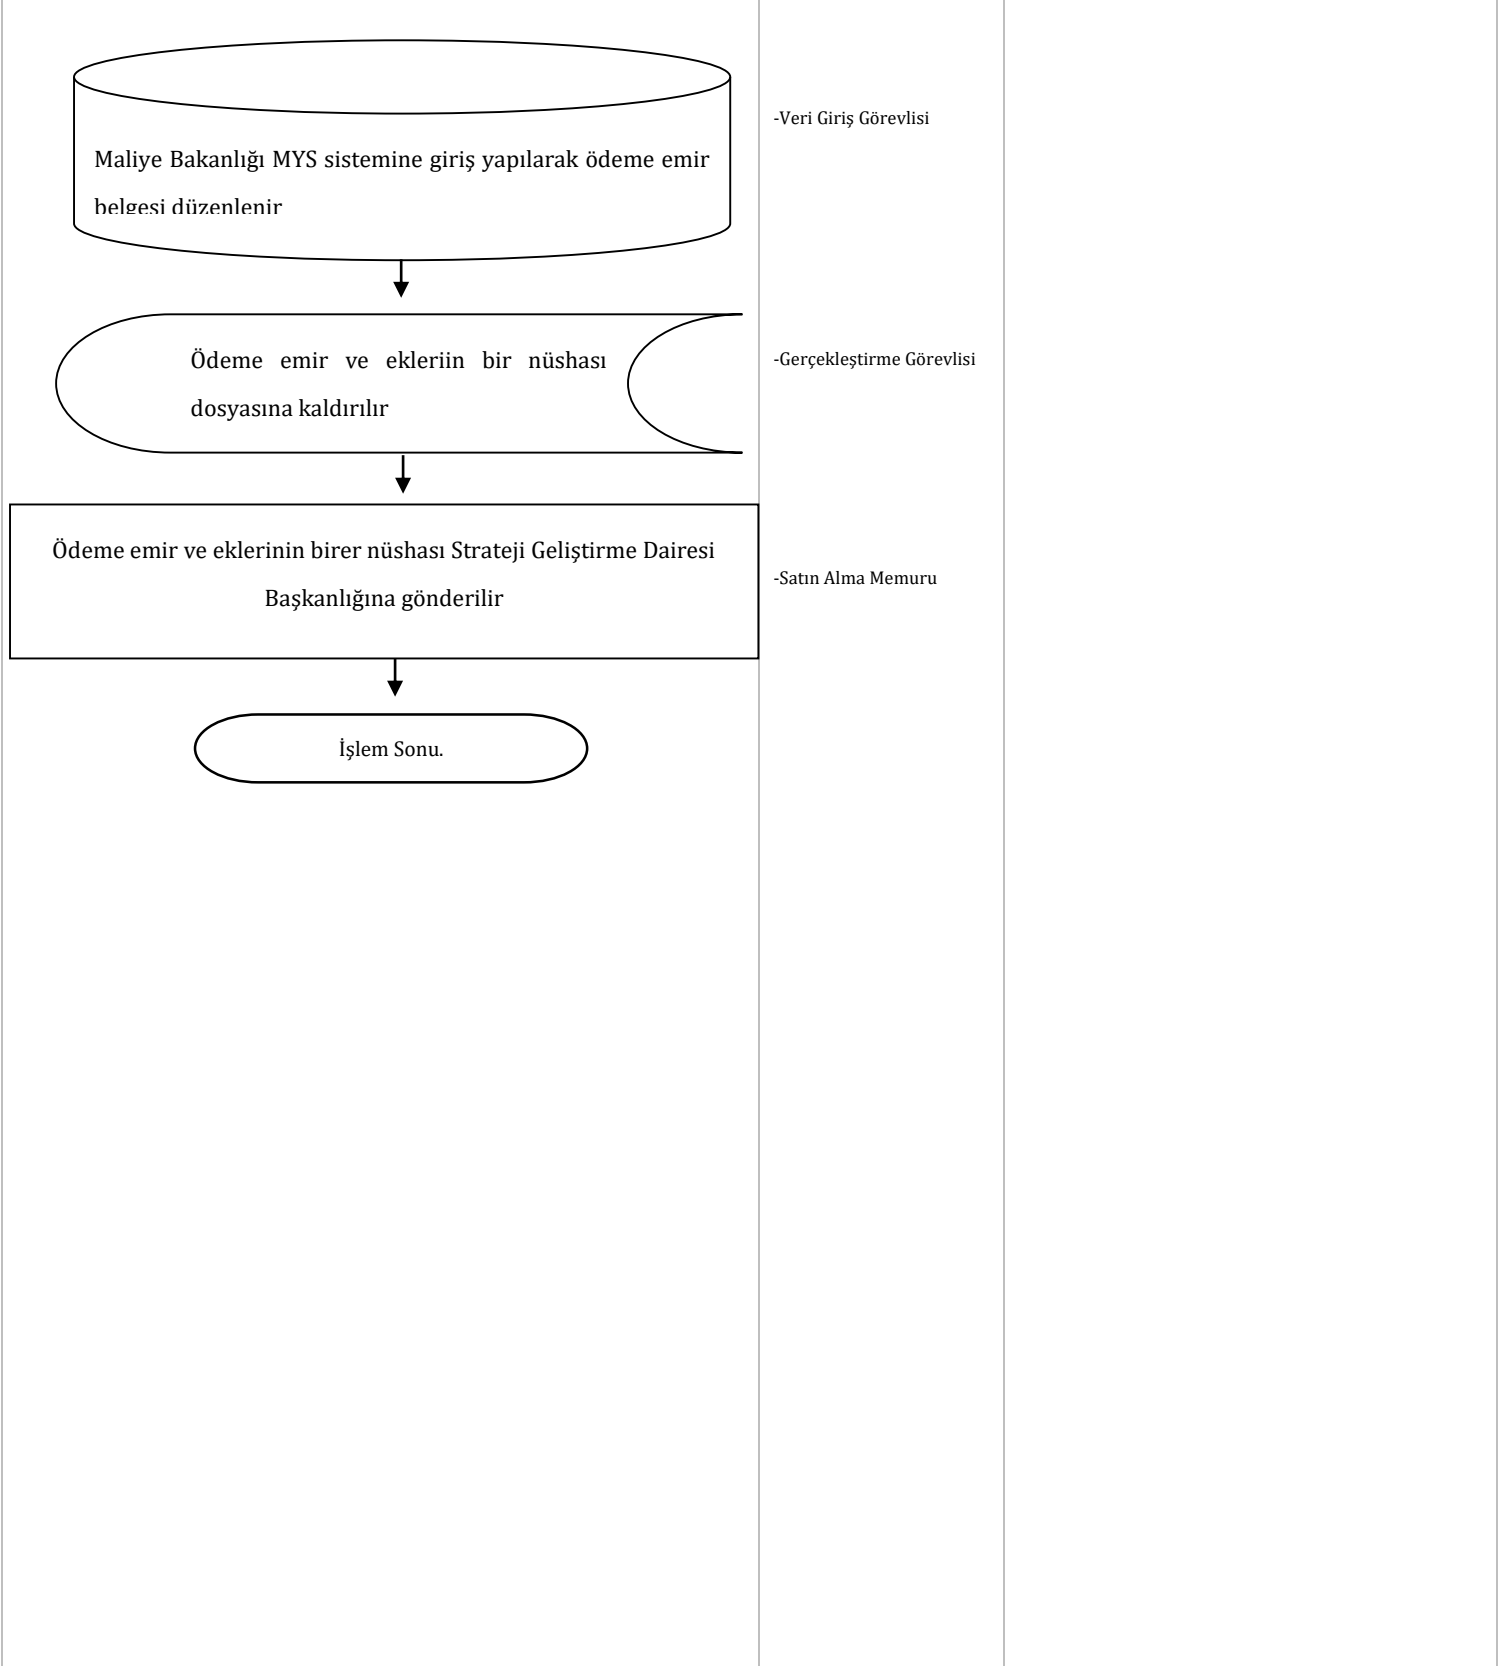 -Veri Giriş Görevlisi
Maliye Bakanlığı MYS sistemine giriş yapılarak ödeme emir
belgesi düzenlenir
Ödeme emir ve ekleriin bir nüshası
dosyasına kaldırılır
-Gerçekleştirme Görevlisi
Ödeme emir ve eklerinin birer nüshası Strateji Geliştirme Dairesi
Başkanlığına gönderilir
-Satın Alma Memuru
İşlem Sonu.